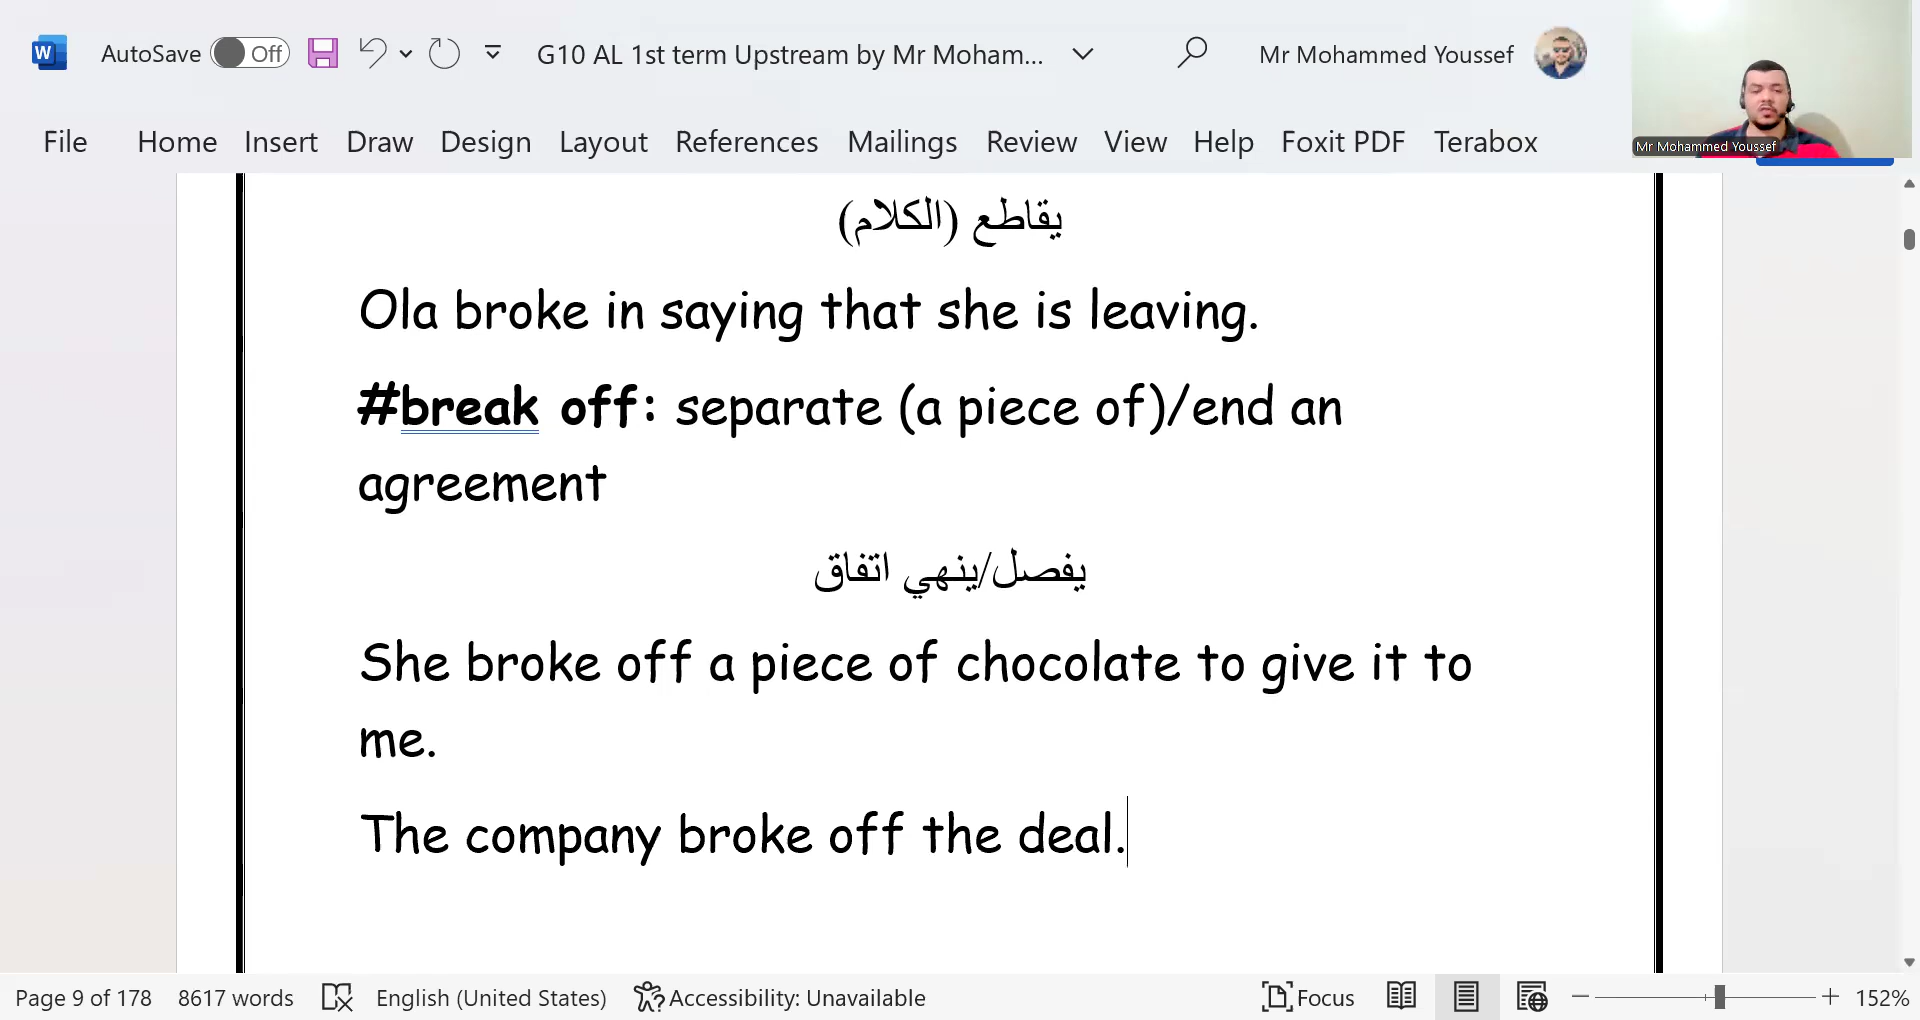 AutoSave Off G10 AL 1st term Upstream by Mr Moham... Mr Mohammed Youssef
Mr Mohammed Youssef
File Home Insert Draw Design Layout References Mailings Review View Help Foxit PDF Terabox
يقاطع (الكلام)
Ola broke in saying that she is leaving.
#break off: separate (a piece of)/end an
agreement
يفصل/ينهي اتفاق
She broke off a piece of chocolate to give it to
me.
The company broke off the deal.
Page 9 of 178 8617 words English (United States) Accessibility: Unavailable Focus 152%